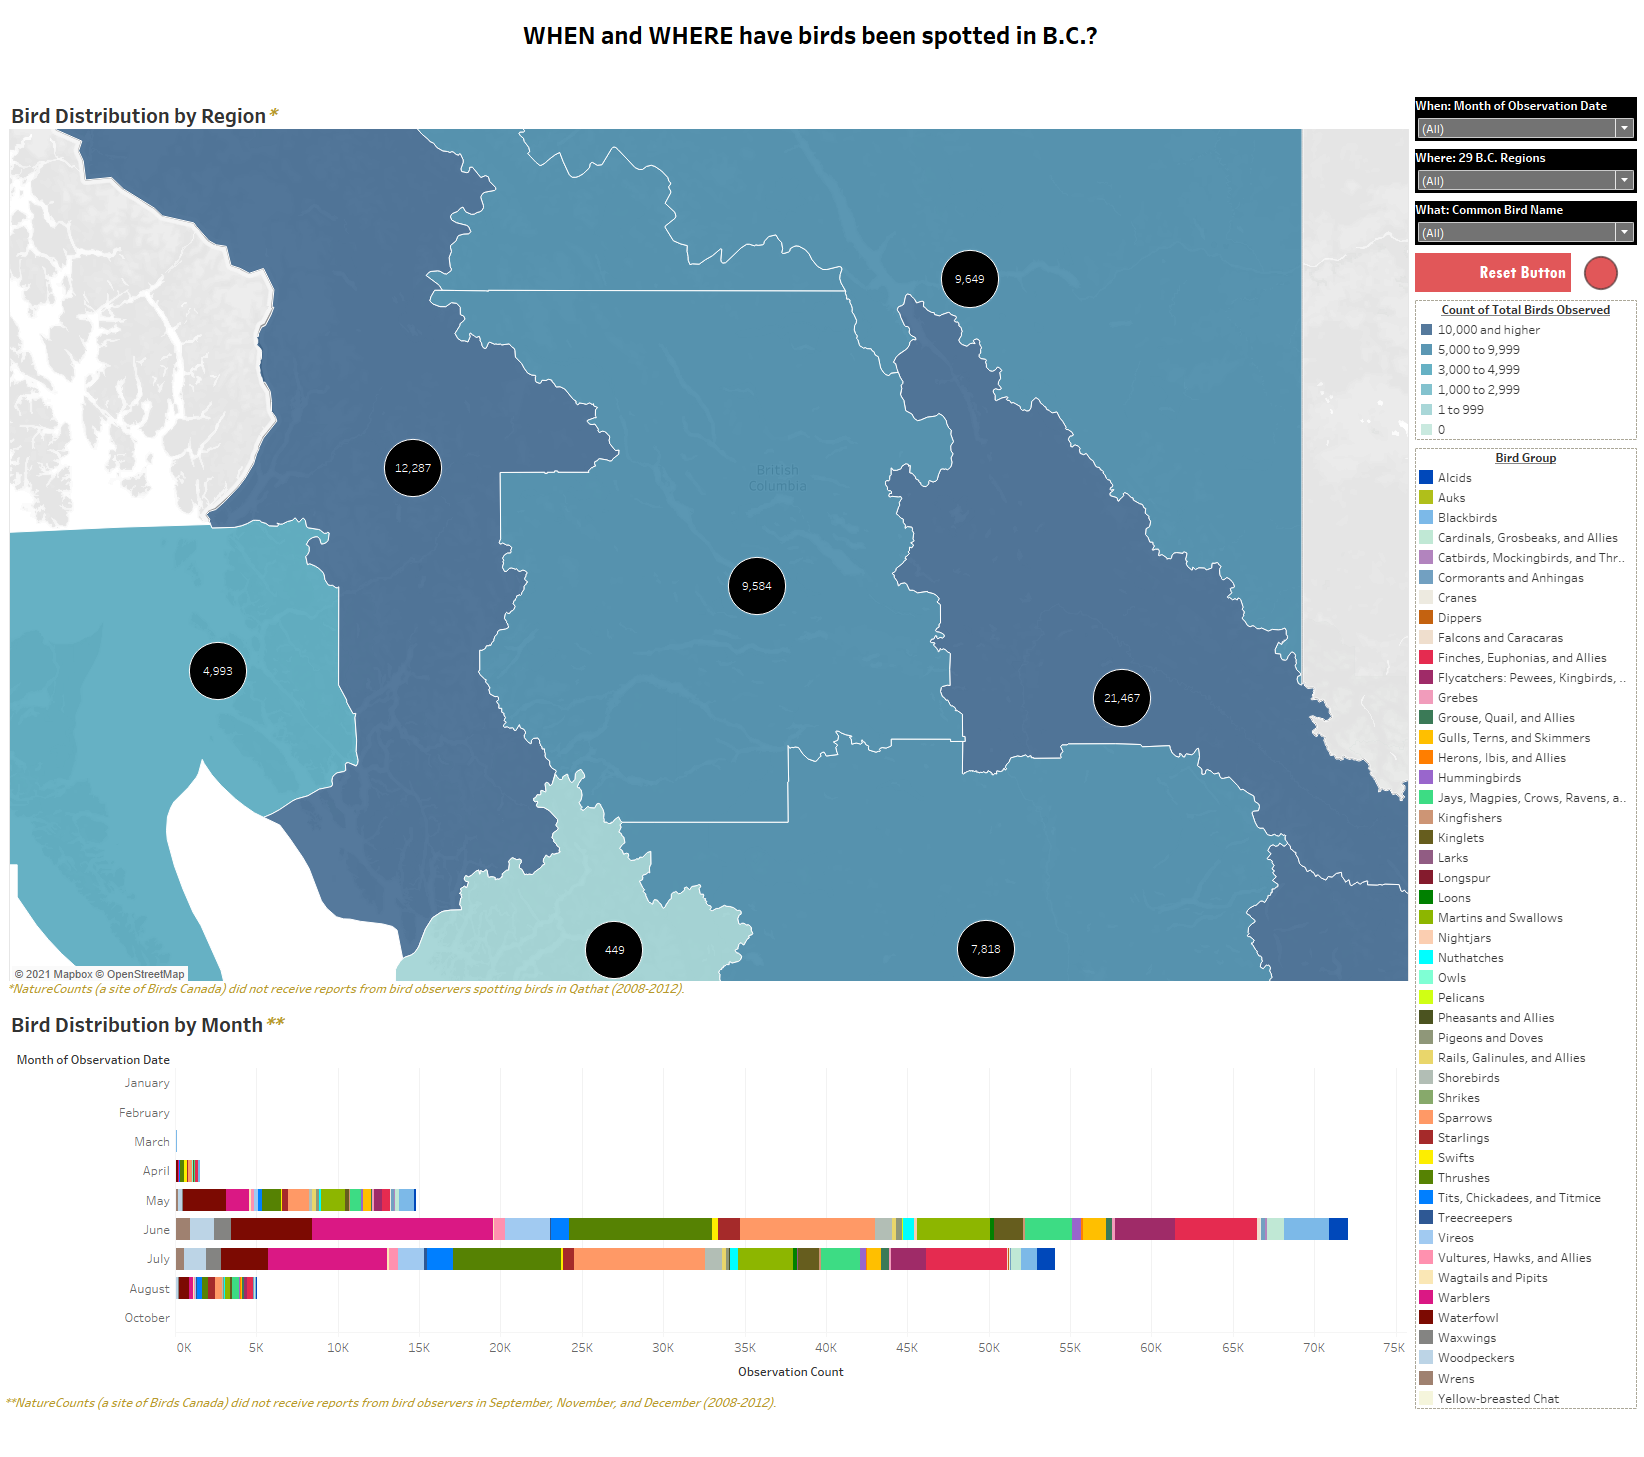 WHEN and WHERE have birds been spotted in B.C.?
Bird Distribution by Region*
9,649
12,287
British
Columbia
9,584
4,993
21,467
449
7,818
© 2021 Mapbox © OpenStreetMap
*NatureCounts (a site of Birds Canada) did not receive reports from bird observers spotting birds in Qathat (2008-2012).
When: Month of Observation Date
(All)
Where: 29 B.C. Regions
(All)
What: Common Bird Name
(All)
Reset Button
Count of Total Birds Observed
10,000 and higher
5,000 to 9,999
3,000 to 4,999
1,000 to 2,999
1 to 999
0
Bird Group
Alcids
Auks
Blackbirds
Cardinals, Grosbeaks, and Allies
Catbirds, Mockingbirds, and Thr..
Cormorants and Anhingas
Cranes
Dippers
Falcons and Caracaras
Finches, Euphonias, and Allies
Flycatchers: Pewees, Kingbirds, ..
Grebes
Grouse, Quail, and Allies
Gulls, Terns, and Skimmers
Herons, Ibis, and Allies
Hummingbirds
Jays, Magpies, Crows, Ravens, a..
Kingfishers
Kinglets
Larks
Longspur
Loons
Martins and Swallows
Nightjars
Nuthatches
Owls
Pelicans
Pheasants and Allies
Pigeons and Doves
Rails, Galinules, and Allies
Shorebirds
Shrikes
Sparrows
Starlings
Swifts
Thrushes
Tits, Chickadees, and Titmice
Treecreepers
Vireos
Vultures, Hawks, and Allies
Wagtails and Pipits
Warblers
Waterfowl
Waxwings
Woodpeckers
Wrens
Yellow-breasted Chat
Bird Distribution by Month**
Month of Observation Date
January
February
March
April
May
June
July
August
October
0K 5K 10K 15K 20K 25K 30K 35K 40K 45K 50K 55K 60K 65K 70K 75K
Observation Count
**NatureCounts (a site of Birds Canada) did not receive reports from bird observers in September, November, and December (2008-2012).